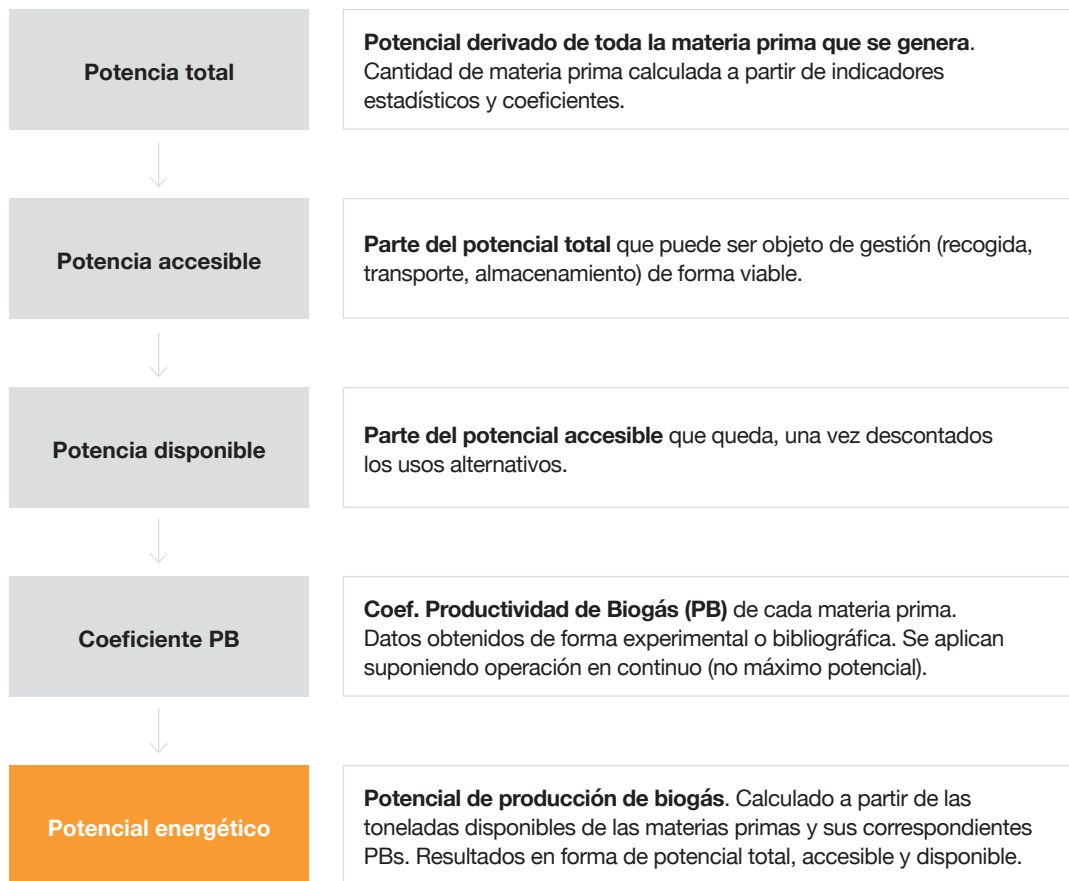 Potencia total
Potencial derivado de toda la materia prima que se genera.
Cantidad de materia prima calculada a partir de indicadores
estadísticos y coeficientes.
Potencia accesible
Parte del potencial total que puede ser objeto de gestión (recogida,
transporte, almacenamiento) de forma viable.
Potencia disponible
Parte del potencial accesible que queda, una vez descontados
los usos alternativos.
Coeficiente PB
Coef. Productividad de Biogás (PB) de cada materia prima.
Datos obtenidos de forma experimental o bibliográfica. Se aplican
suponiendo operación en continuo (no máximo potencial).
Potencial energético
Potencial de producción de biogás. Calculado a partir de las
toneladas disponibles de las materias primas y sus correspondientes
PBs. Resultados en forma de potencial total, accesible y disponible.